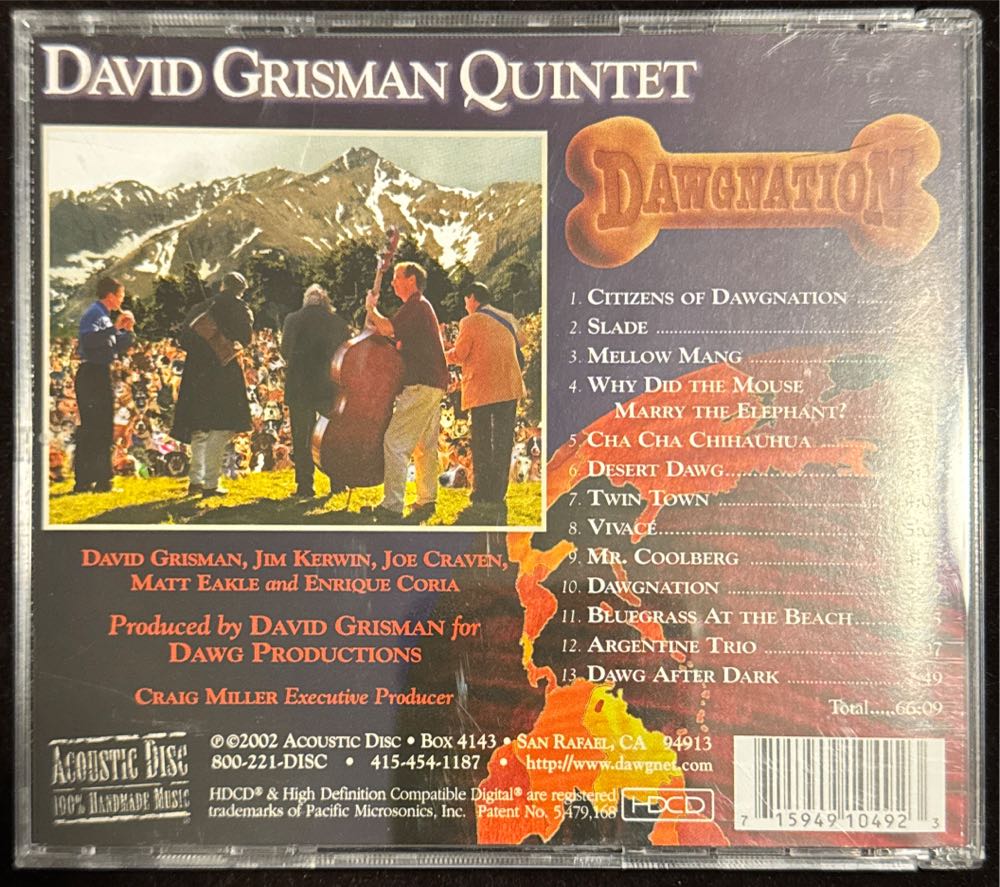 DAVID GRISMAN QUINTET
DAWGNATION
1. CITIZENS OF DAWGNATION
2. SLADE
3. MELLOW MANG
4. WHY DID THE MOUSE
MARRY THE ELEPHANT?
5. CHA CHA CHIHAUHUA
6. DESERT DAWG
7. TWIN TOWN
8. VIVACE
9. MR. COOLBERG
10. DAWGNATION
11. BLUEGRASS AT THE BEACH
12. ARGENTINE TRIO
13. DAWG AFTER DARK
Total.....66:09
DAVID GRISMAN, JIM KERWIN, JOE CRAVEN,
MATT EAKLE and ENRIQUE CORIA
Produced by DAVID GRISMAN for
DAWG PRODUCTIONS
CRAIG MILLER Executive Producer
ACOUSTIC DISC
100% HANDMADE MUSIC
℗©2002 ACOUSTIC DISC • BOX 4143 • SAN RAFAEL, CA 94913
800-221-DISC • 415-454-1187 • http://www.dawgnet.com
HDCD® & High Definition Compatible Digital® are registered
trademarks of Pacific Microsonics, Inc. Patent No. 5,479,168
HDCD
7 15949 10492 3